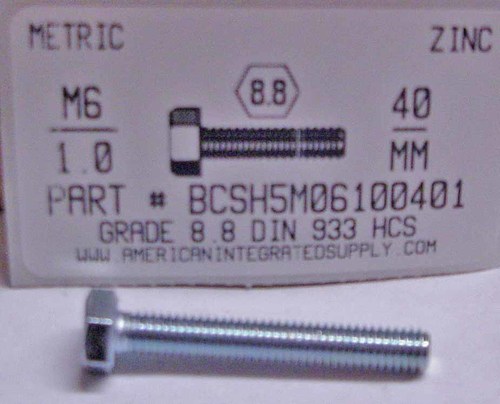 METRIC ZINC
M6 8.8 40
1.0 MM
PART # BCSH5M06100401
GRADE 8.8 DIN 933 HCS
WWW.AMERICANINTEGRATEDSUPPLY.COM